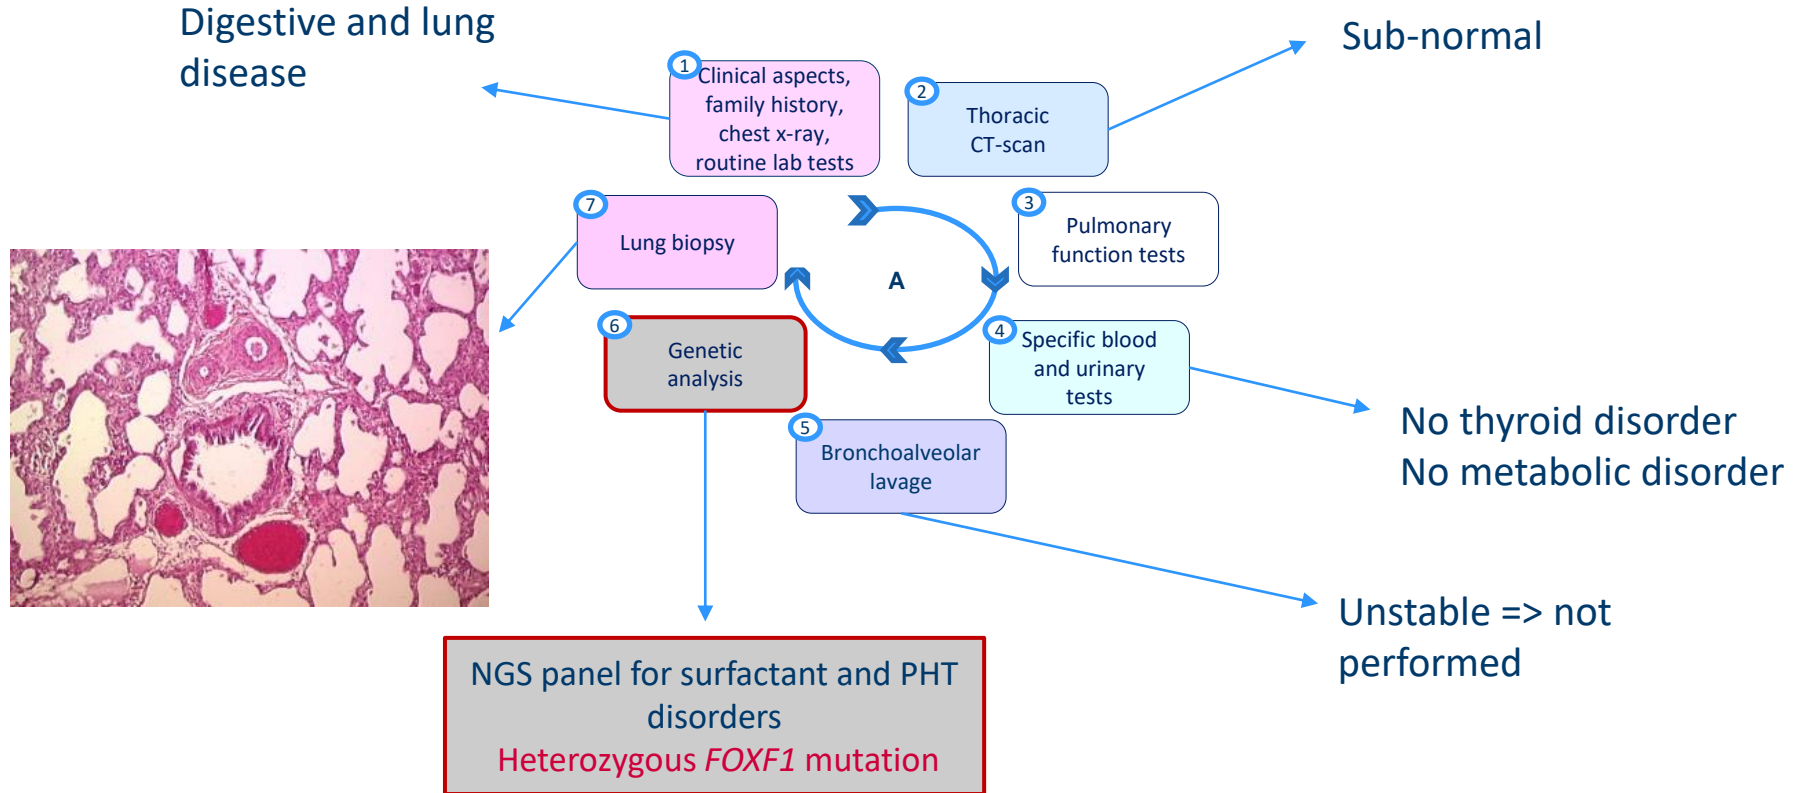 Digestive and lung
disease
1
Clinical aspects,
family history,
chest x-ray,
routine lab tests
2
Thoracic
CT-scan
Sub-normal
3
Pulmonary
function tests
4
Specific blood
and urinary
tests
No thyroid disorder
No metabolic disorder
5
Bronchoalveolar
lavage
Unstable => not
performed
6
Genetic
analysis
NGS panel for surfactant and PHT
disorders
Heterozygous FOXF1 mutation
7
Lung biopsy
A